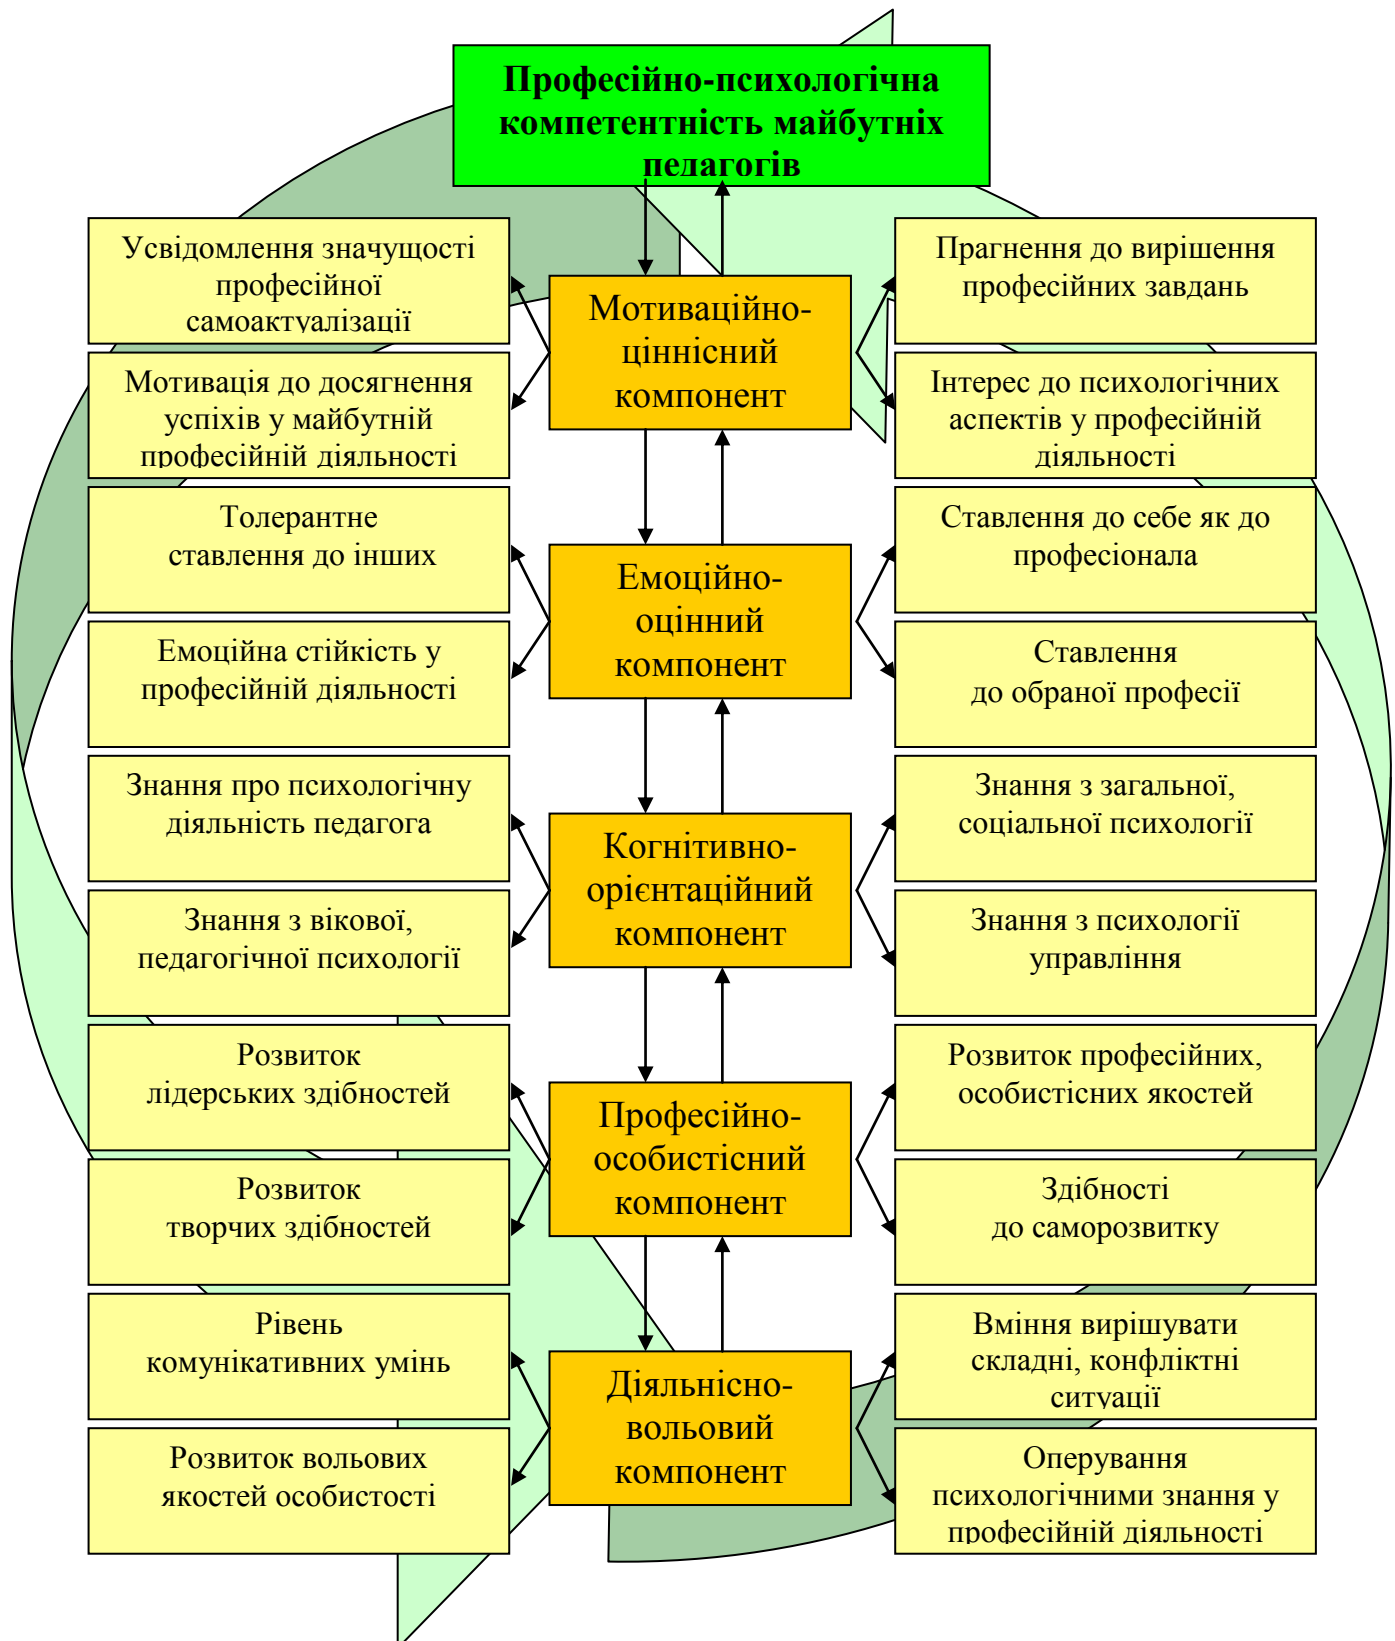 Професійно-психологічна
компетентність майбутніх
педагогів
Усвідомлення значущості
професійної
самоактуалізації
Мотиваційно-
ціннісний
компонент
Прагнення до вирішення
професійних завдань
Мотивація до досягнення
успіхів у майбутній
професійній діяльності
Інтерес до психологічних
аспектів у професійній
діяльності
Толерантне
ставлення до інших
Емоційно-
оцінний
компонент
Ставлення до себе як до
професіонала
Емоційна стійкість у
професійній діяльності
Ставлення
до обраної професії
Знання про психологічну
діяльність педагога
Когнітивно-
орієнтаційний
компонент
Знання з загальної,
соціальної психології
Знання з вікової,
педагогічної психології
Знання з психології
управління
Розвиток
лідерських здібностей
Професійно-
особистісний
компонент
Розвиток професійних,
особистісних якостей
Розвиток
творчих здібностей
Здібності
до саморозвитку
Рівень
комунікативних умінь
Діяльнісно-
вольовий
компонент
Вміння вирішувати
складні, конфліктні
ситуації
Розвиток вольових
якостей особистості
Оперування
психологічними знання у
професійній діяльності